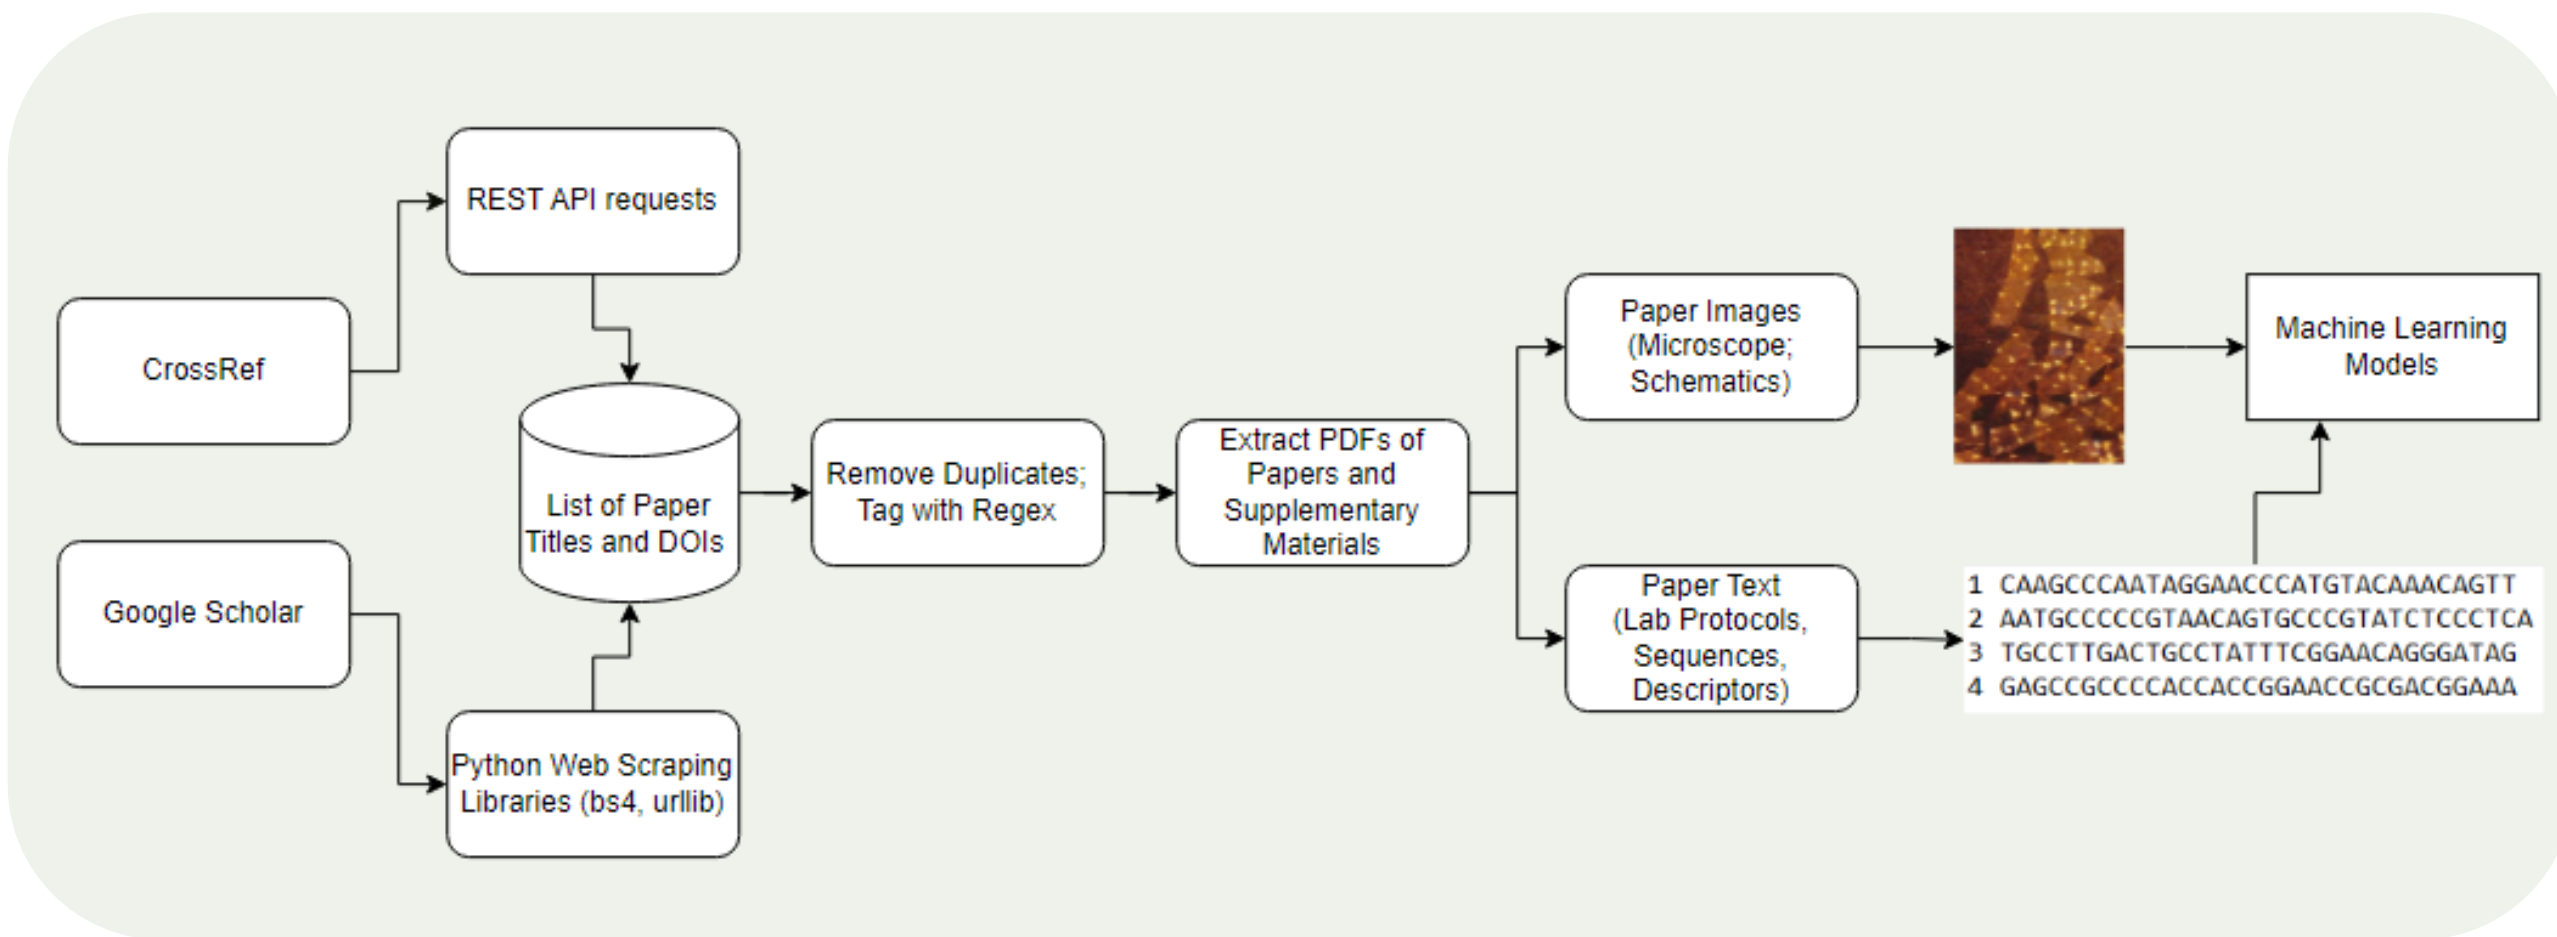 REST API requests
CrossRef
Google Scholar
Python Web Scraping
Libraries (bs4, urllib)
List of Paper
Titles and DOIs
Remove Duplicates;
Tag with Regex
Extract PDFs of
Papers and
Supplementary
Materials
Paper Images
(Microscope;
Schematics)
Paper Text
(Lab Protocols,
Sequences,
Descriptors)
Machine Learning
Models
1 CAAGCCCAATAGGAACCCATGTACAAACAGTT
2 AATGCCCCCGTAACAGTGCCCGTATCTCCCTCA
3 TGCCTTGACTGCCTATTTCGGAACAGGGATAG
4 GAGCCGCCCCACCACCGGAACCGCGACGGAAA